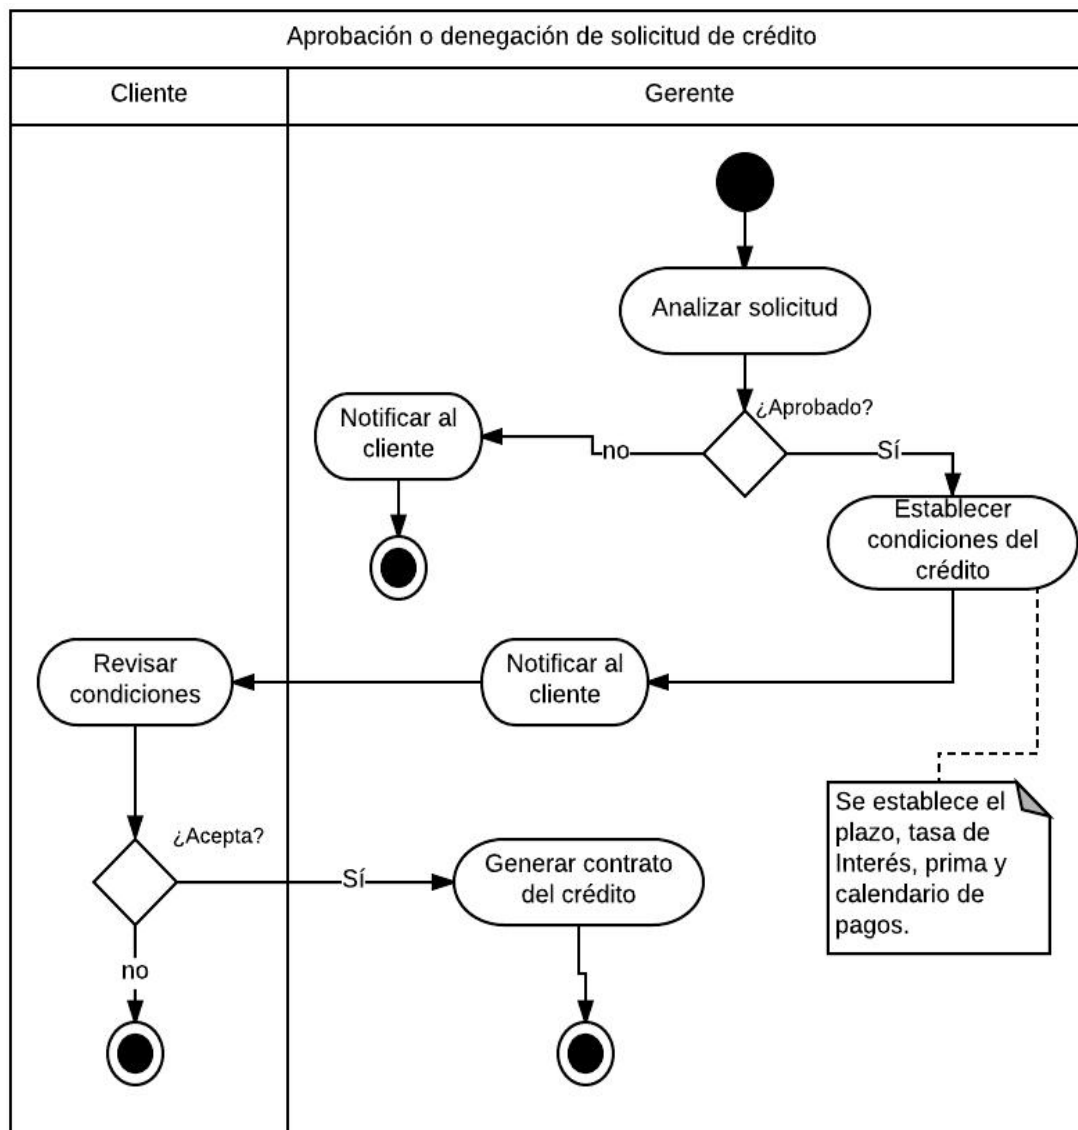 Aprobación o denegación de solicitud de crédito
Cliente
Gerente
Analizar solicitud
¿Aprobado?
no
Sí
Notificar al
cliente
Establecer
condiciones del
crédito
Revisar
condiciones
Notificar al
cliente
Se establece el
plazo, tasa de
Interés, prima y
calendario de
pagos.
¿Acepta?
Sí
Generar contrato
del crédito
no